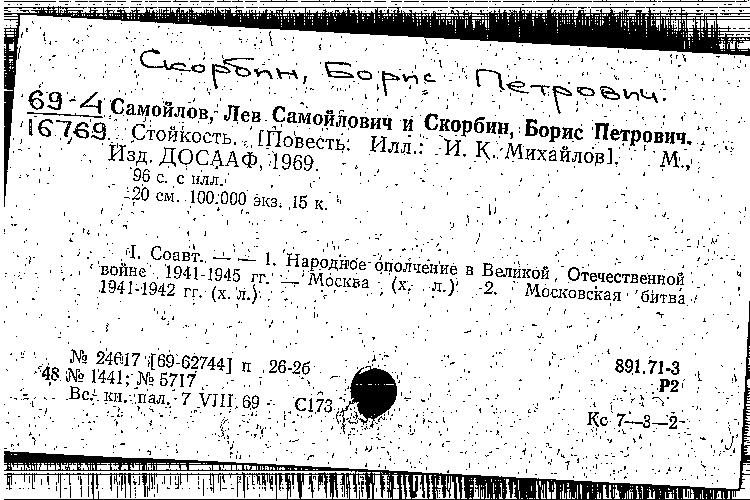 Скорбин, Борис Петрович.
69-4 Самойлов, Лев Самойлович и Скорбин, Борис Петрович.
16769 Стойкость. [Повесть. Илл.: И. К. Михайлов]. М.,
Изд. ДОСААФ, 1969.
96 с. с илл.
20 см. 100.000 экз. 15 к.
I. Соавт. — — 1. Народное ополчение в Великой Отечественной
войне 1941-1945 гг. — Москва (х. л.) 2. Московская битва
1941-1942 гг. (х. л.)
№ 24617 [69-62744] п 26-2б 891.71-3
48 № 1441; № 5717 Р2
Вс. кн. пал. 7 VIII 69 С173 Кс 7—3—2